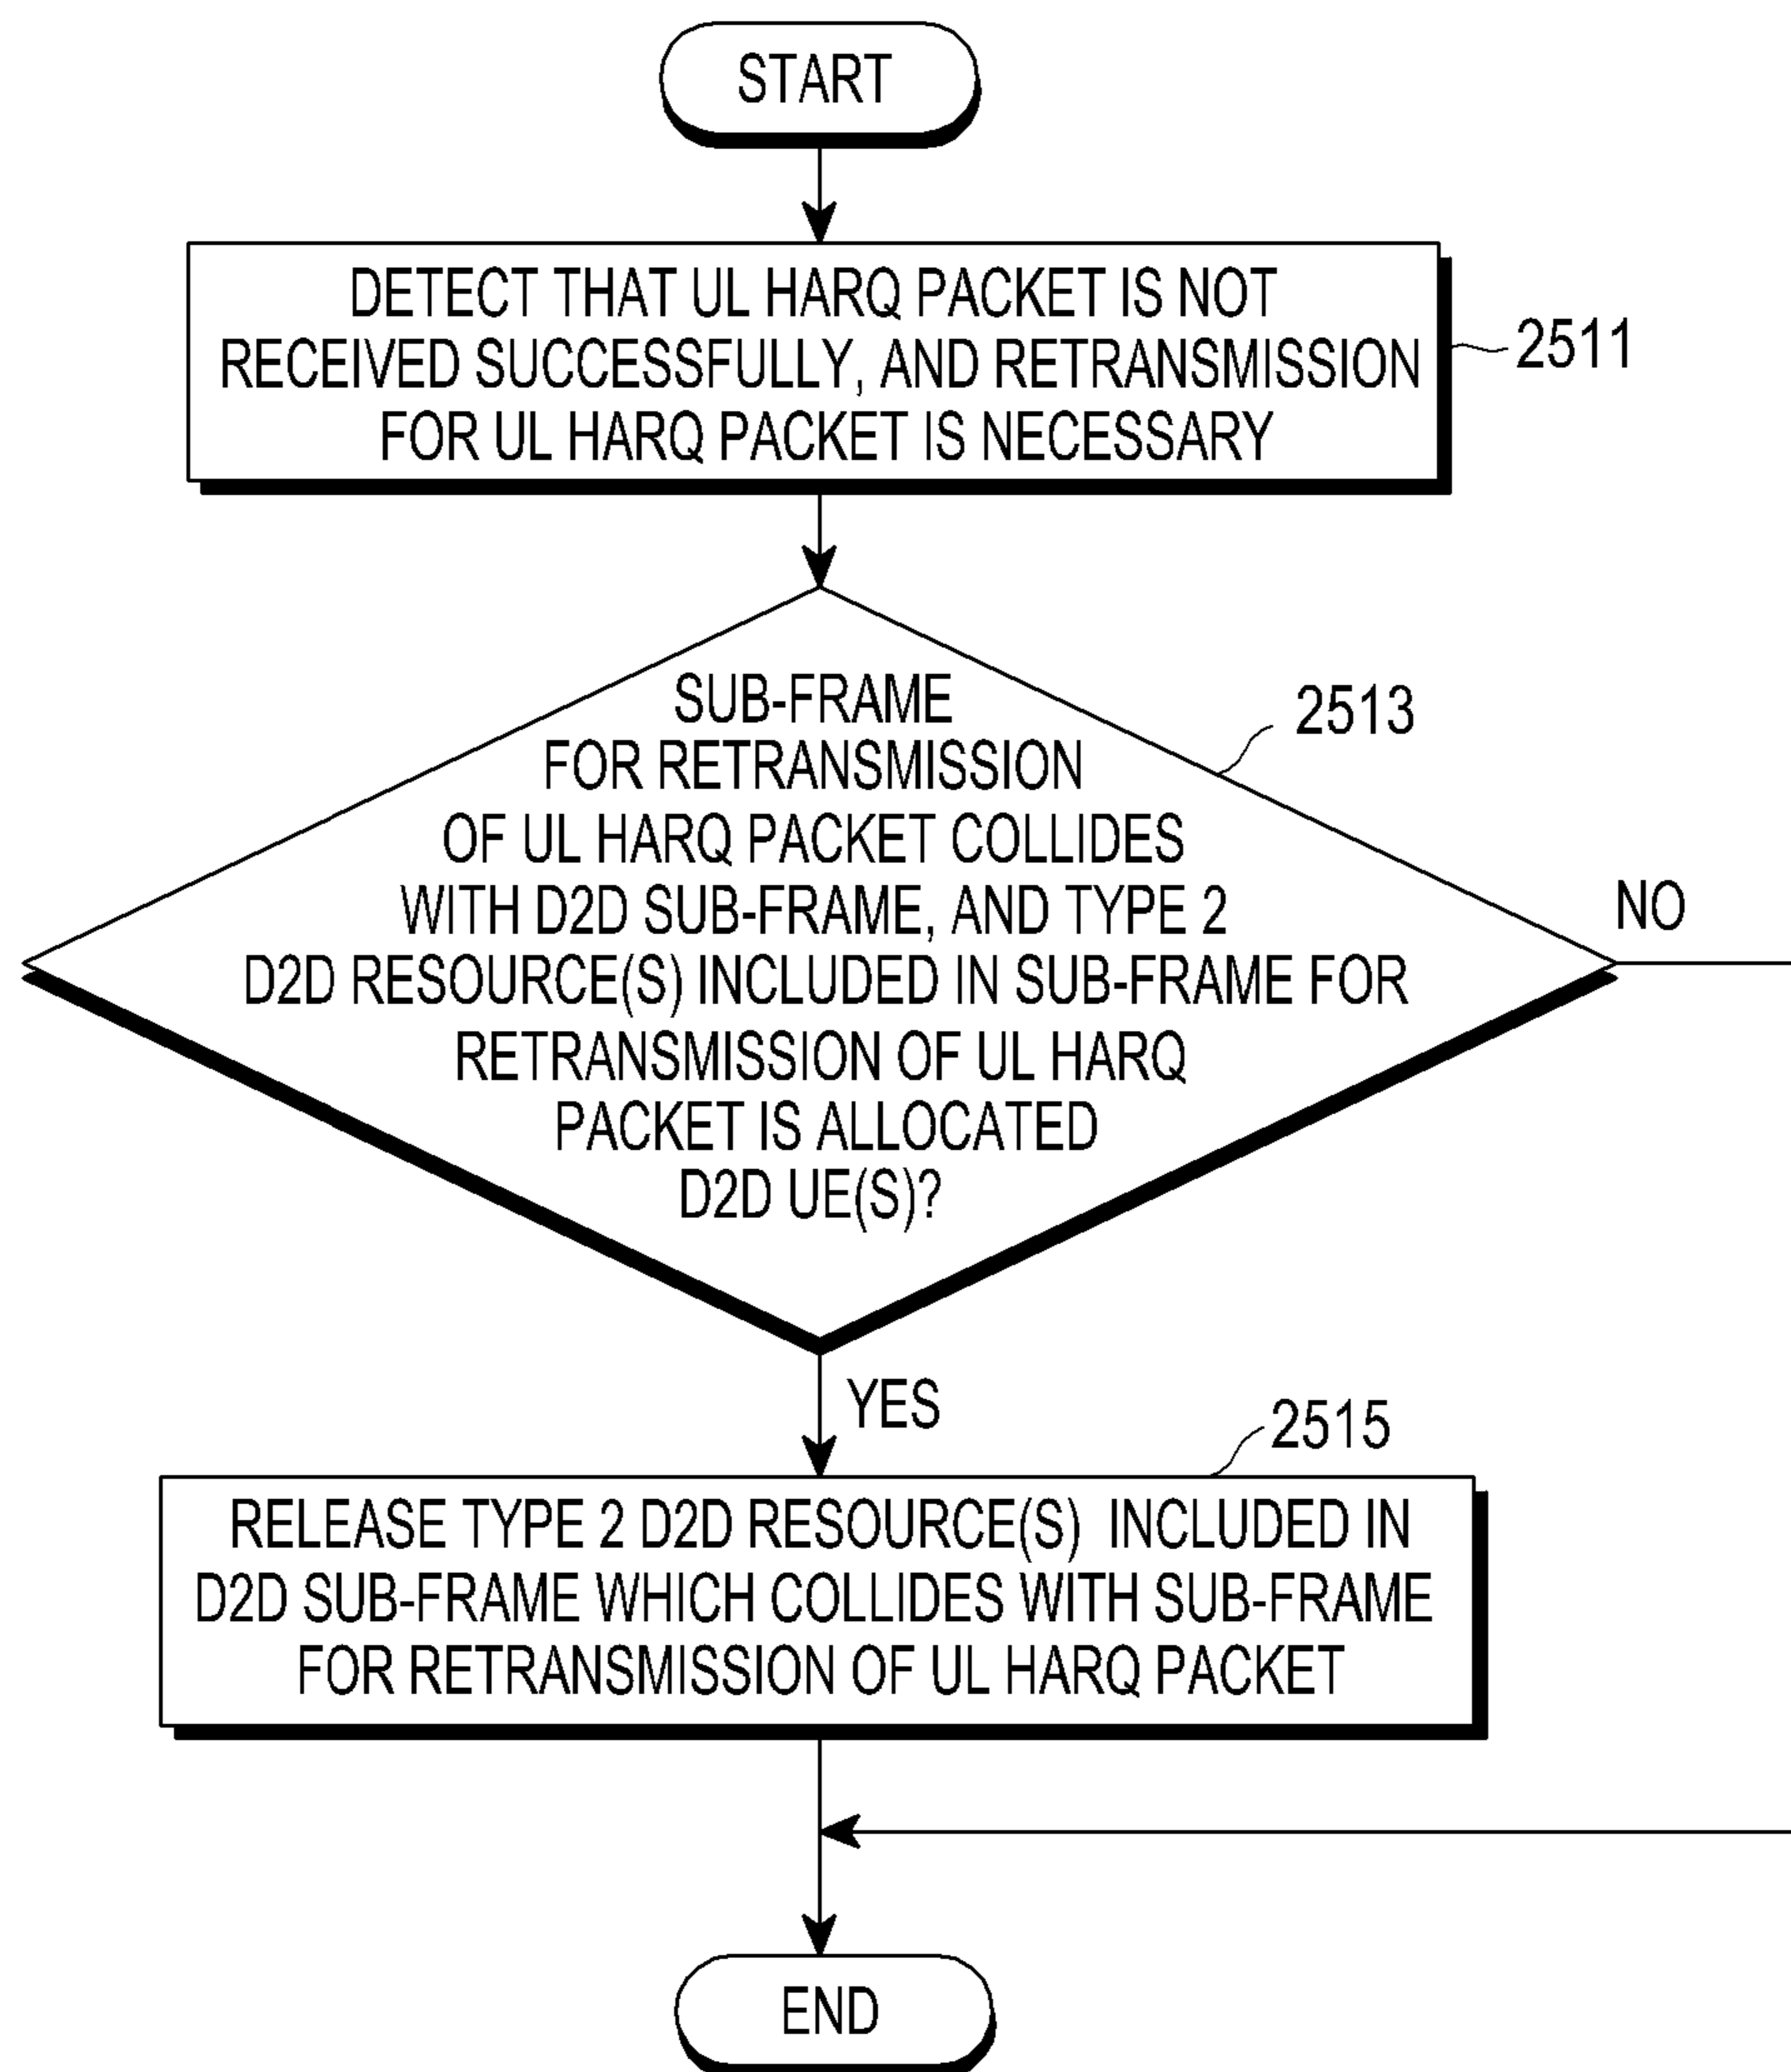 START
DETECT THAT UL HARQ PACKET IS NOT
RECEIVED SUCCESSFULLY, AND RETRANSMISSION
FOR UL HARQ PACKET IS NECESSARY
2511
SUB-FRAME
FOR RETRANSMISSION
OF UL HARQ PACKET COLLIDES
WITH D2D SUB-FRAME, AND TYPE 2
D2D RESOURCE(S) INCLUDED IN SUB-FRAME FOR
RETRANSMISSION OF UL HARQ
PACKET IS ALLOCATED
D2D UE(S)?
2513
NO
YES
2515
RELEASE TYPE 2 D2D RESOURCE(S) INCLUDED IN
D2D SUB-FRAME WHICH COLLIDES WITH SUB-FRAME
FOR RETRANSMISSION OF UL HARQ PACKET
END